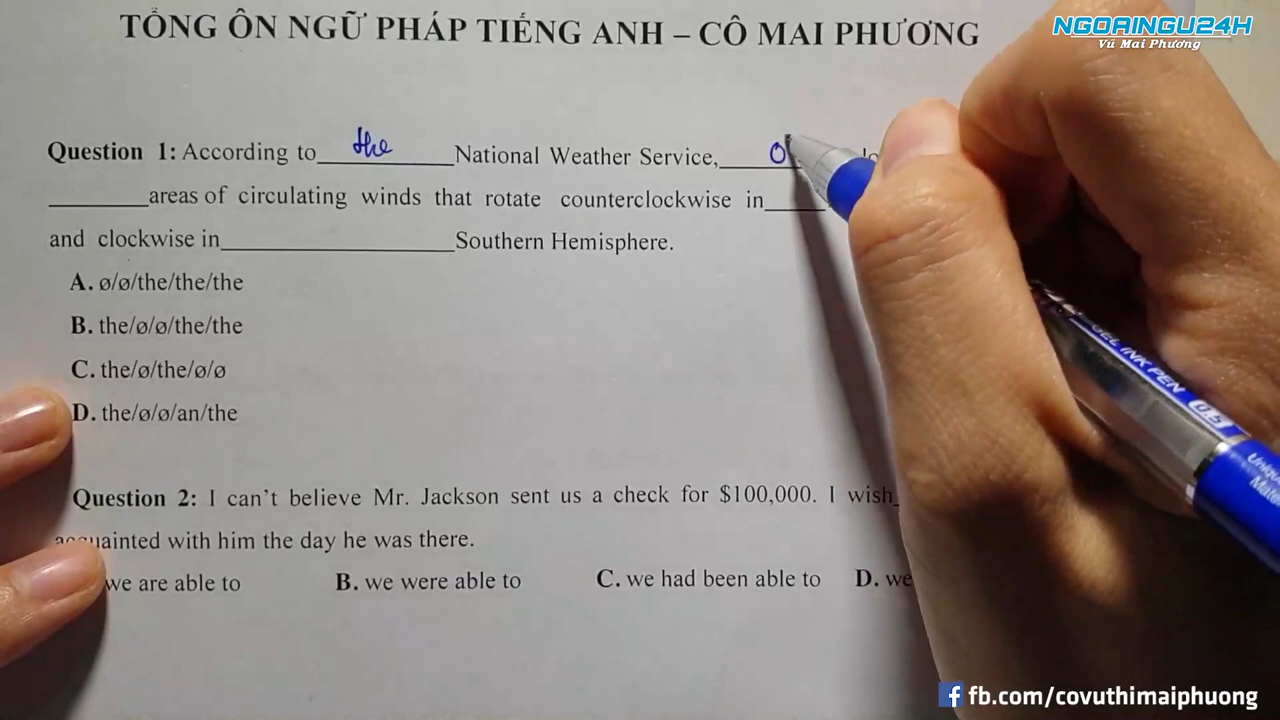 NGOAINGU24H
Vũ Mai Phương
TỔNG ÔN NGỮ PHÁP TIẾNG ANH – CÔ MAI PHƯƠNG
Question 1: According to the National Weather Service,
areas of circulating winds that rotate counterclockwise in
and clockwise in Southern Hemisphere.
A. ø/ø/the/the/the
B. the/ø/ø/the/the
C. the/ø/the/ø/ø
D. the/ø/ø/an/the
Question 2: I can't believe Mr. Jackson sent us a check for $100,000. I wish
acquainted with him the day he was there.
we are able to B. we were able to C. we had been able to D. we
GEL INK PEN 0.5
fb.com/covuthimaiphuong